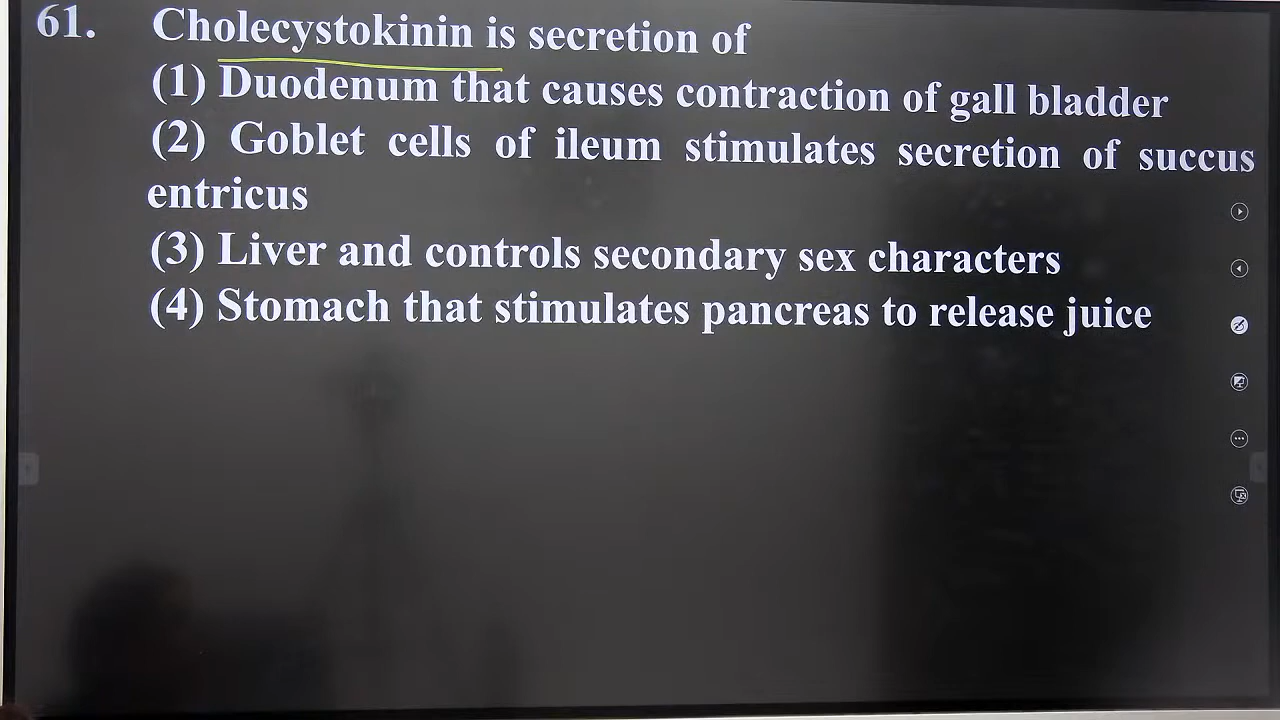 61. Cholecystokinin is secretion of
(1) Duodenum that causes contraction of gall bladder
(2) Goblet cells of ileum stimulates secretion of succus
entricus
(3) Liver and controls secondary sex characters
(4) Stomach that stimulates pancreas to release juice